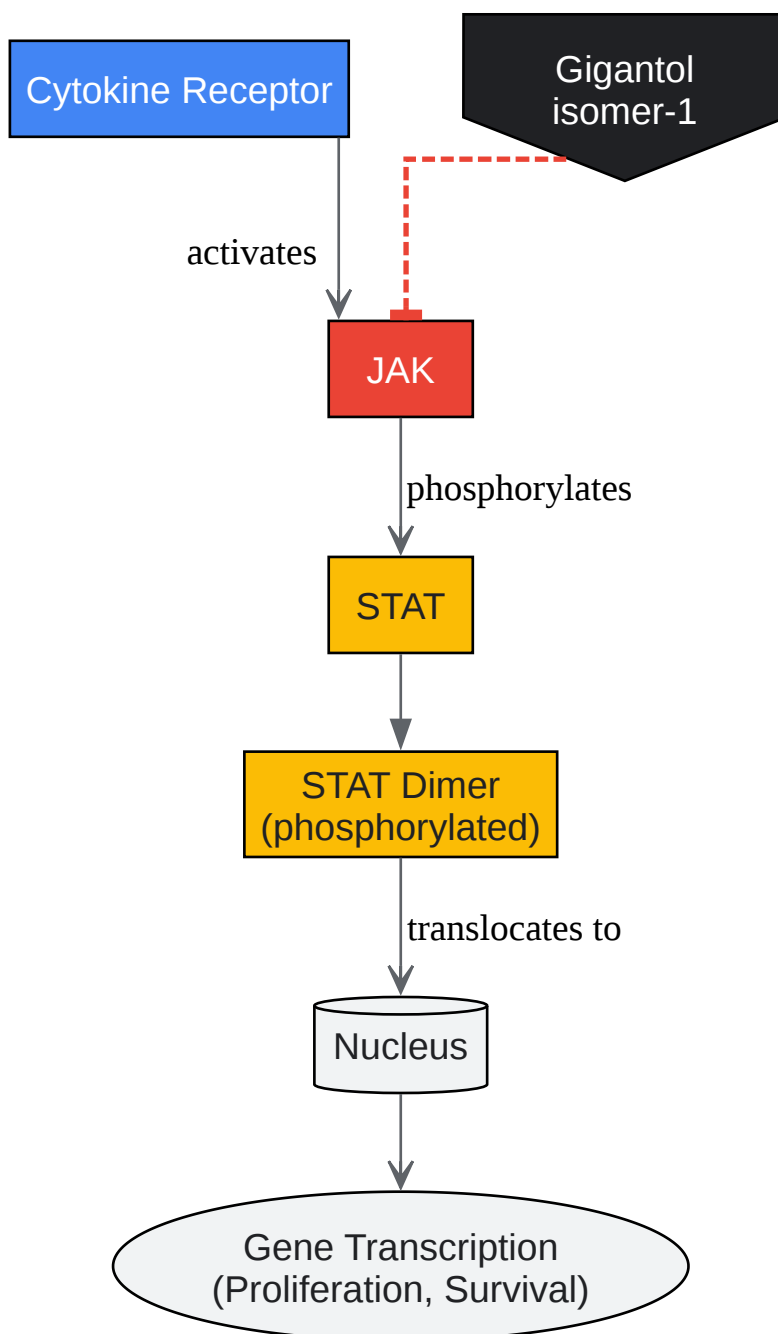 Cytokine Receptor
Gigantol
isomer-1
activates
JAK
phosphorylates
STAT
STAT Dimer
(phosphorylated)
translocates to
Nucleus
Gene Transcription
(Proliferation, Survival)